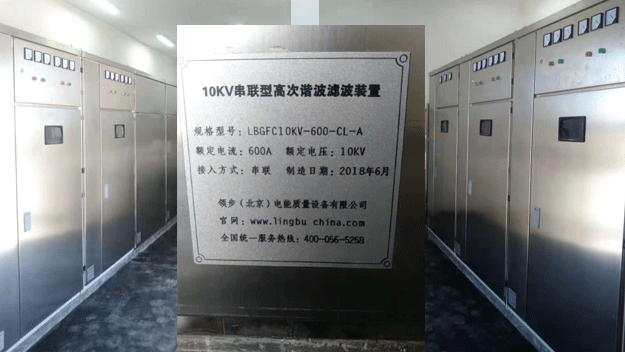 10KV串联型高次谐波滤波装置
规格型号：LBGFC10KV-600-CL-A
额定电流：600A 额定电压：10KV
接入方式：串联 制造日期：2018年6月
领步（北京）电能质量设备有限公司
官网：www.lingbu china.com
全国统一服务热线：400-056-5258